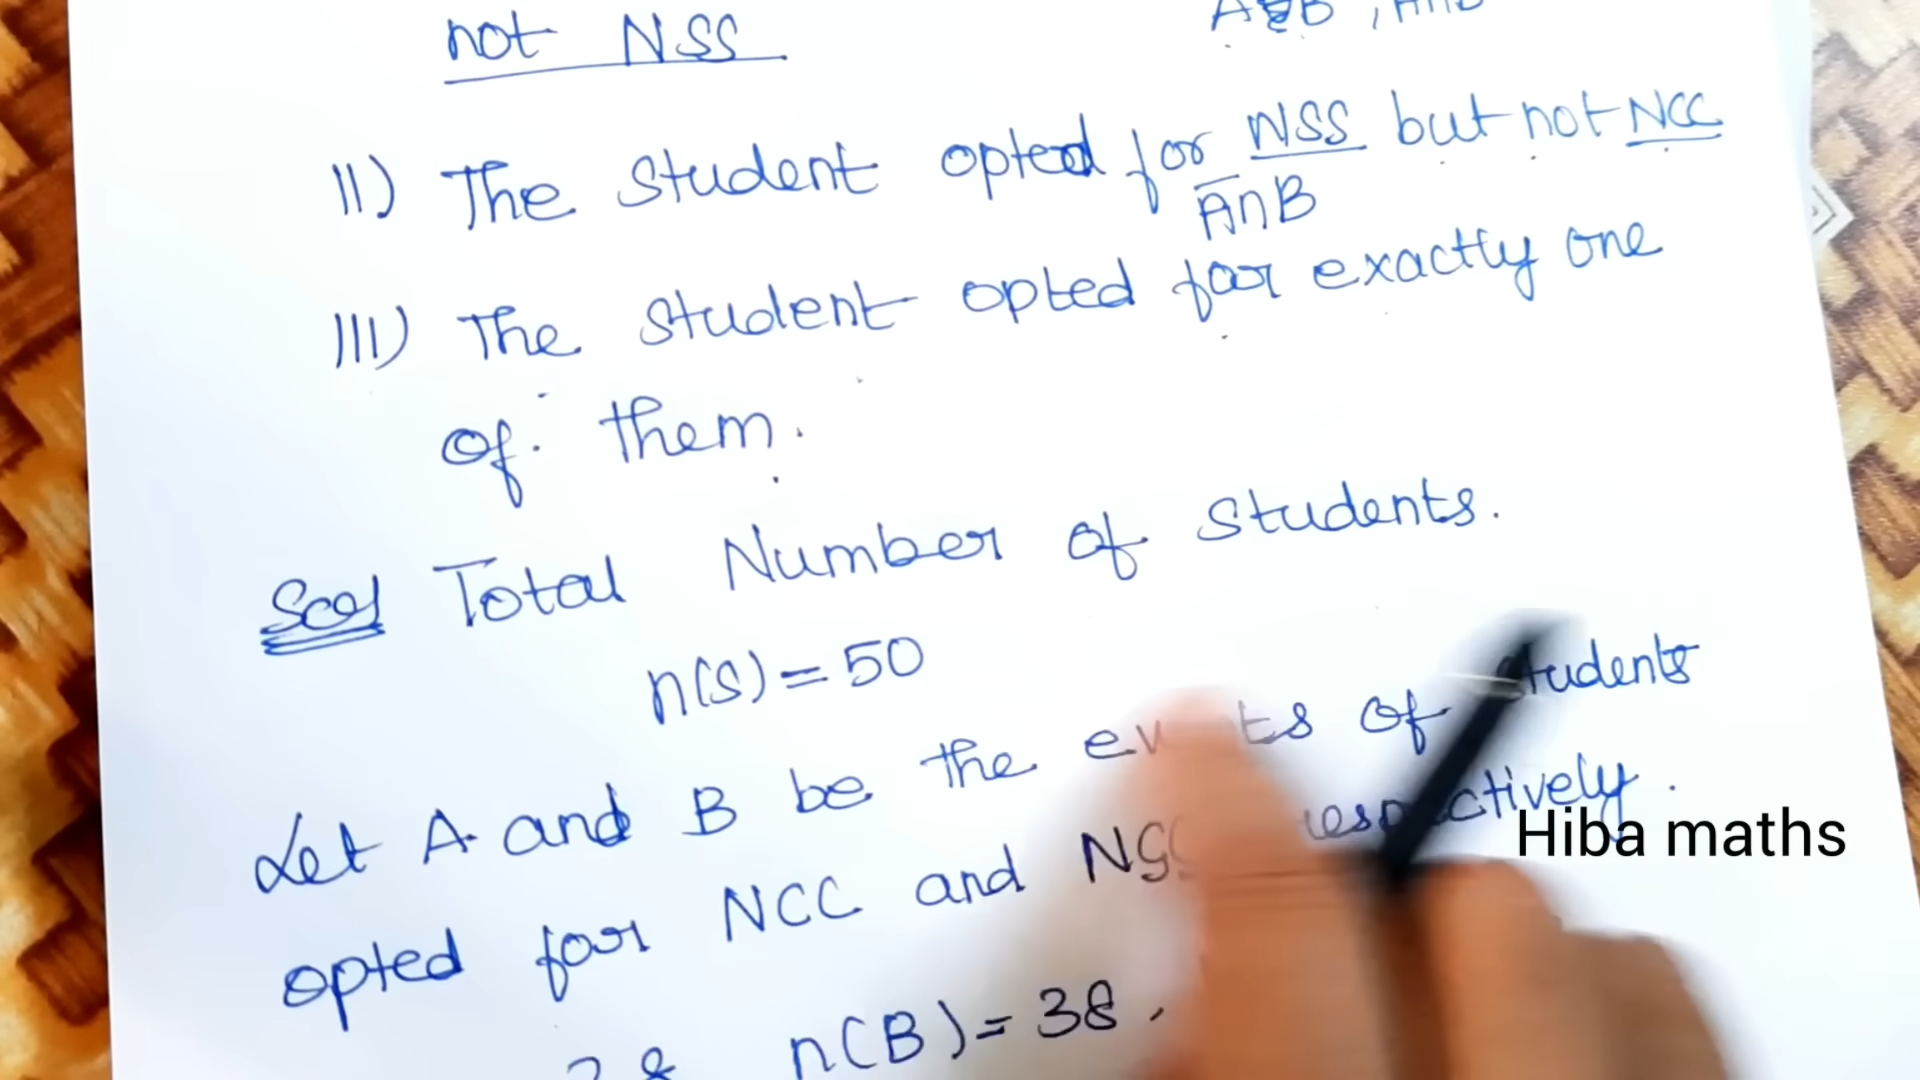 not NSS
II) The Student opted for NSS but not NCC
A̅∩B
III) The Student opted for exactly one
of them.
Sol Total Number of Students.
n(S) = 50
Let A and B be the events of Students
opted for NCC and NSS respectively.
n(B) = 38
Hiba maths